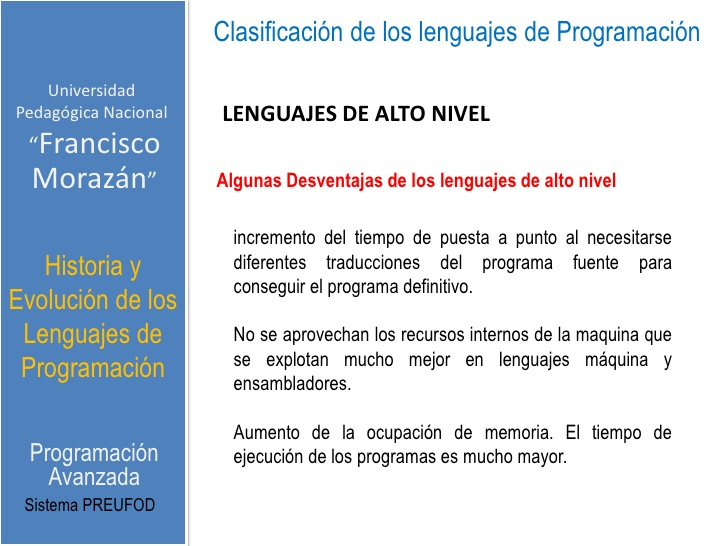 Clasificación de los lenguajes de Programación
Universidad
Pedagógica Nacional
“Francisco
Morazán”
Historia y
Evolución de los
Lenguajes de
Programación
Programación
Avanzada
Sistema PREUFOD
LENGUAJES DE ALTO NIVEL
Algunas Desventajas de los lenguajes de alto nivel
incremento del tiempo de puesta a punto al necesitarse
diferentes traducciones del programa fuente para
conseguir el programa definitivo.
No se aprovechan los recursos internos de la maquina que
se explotan mucho mejor en lenguajes máquina y
ensambladores.
Aumento de la ocupación de memoria. El tiempo de
ejecución de los programas es mucho mayor.